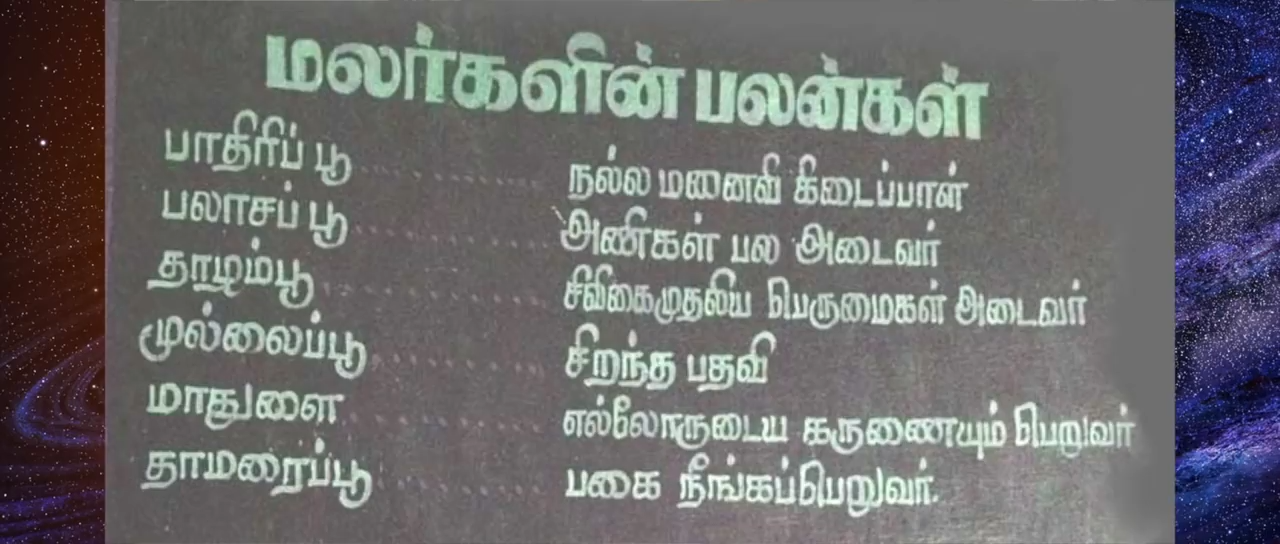 மலர்களின் பலன்கள்
பாதிரிப் பூ ................. நல்ல மனைவி கிடைப்பாள்
பலாசப் பூ ................. அணிகள் பல அடைவர்
தாழம்பூ ................. சிவிகைமுதலிய பெருமைகள் அடைவர்
முல்லைப்பூ ................. சிறந்த பதவி
மாதுளை ................. எல்லோருடைய கருணையும் பெறுவர்
தாமரைப்பூ ................. பகை நீங்கப்பெறுவர்.